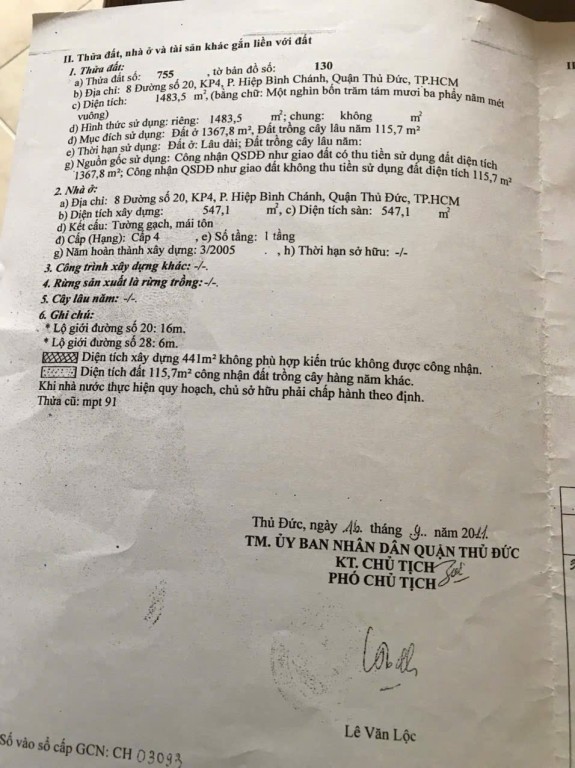 II. Thửa đất, nhà ở và tài sản khác gắn liền với đất
1. Thửa đất:
a) Thửa đất số: 755 , tờ bản đồ số: 130
b) Địa chỉ: 8 Đường số 20, KP4, P. Hiệp Bình Chánh, Quận Thủ Đức, TP.HCM
c) Diện tích: 1483,5 m², (bằng chữ: Một nghìn bốn trăm tám mươi ba phẩy năm mét
vuông)
d) Hình thức sử dụng: riêng: 1483,5 m²; chung: không m²
đ) Mục đích sử dụng: Đất ở 1367,8 m², Đất trồng cây lâu năm 115,7 m²
e) Thời hạn sử dụng: Đất ở: Lâu dài; Đất trồng cây lâu năm:
g) Nguồn gốc sử dụng: Công nhận QSDĐ như giao đất có thu tiền sử dụng đất diện tích
1367,8 m²; Công nhận QSDĐ như giao đất không thu tiền sử dụng đất diện tích 115,7 m²
2. Nhà ở:
a) Địa chỉ: 8 Đường số 20, KP4, P. Hiệp Bình Chánh, Quận Thủ Đức, TP.HCM
b) Diện tích xây dựng: 547,1 m², c) Diện tích sàn: 547,1 m²
d) Kết cấu: Tường gạch, mái tôn
đ) Cấp (Hạng): Cấp 4 , e) Số tầng: 1 tầng
g) Năm hoàn thành xây dựng: 3/2005 . , h) Thời hạn sở hữu: -/-
3. Công trình xây dựng khác: -/-.
4. Rừng sản xuất là rừng trồng: -/-.
5. Cây lâu năm: -/-.
6. Ghi chú:
* Lộ giới đường số 20: 16m.
* Lộ giới đường số 28: 6m.
Diện tích xây dựng 441m² không phù hợp kiến trúc không được công nhận.
Diện tích đất 115,7m² công nhận đất trồng cây hàng năm khác.
Khi nhà nước thực hiện quy hoạch, chủ sở hữu phải chấp hành theo định.
Thửa cũ: mpt 91
Thủ Đức, ngày 16. tháng 9.. năm 2011.
TM. ỦY BAN NHÂN DÂN QUẬN THỦ ĐỨC
KT. CHỦ TỊCH
PHÓ CHỦ TỊCH
Lê Văn Lộc
Số vào sổ cấp GCN: CH 03093